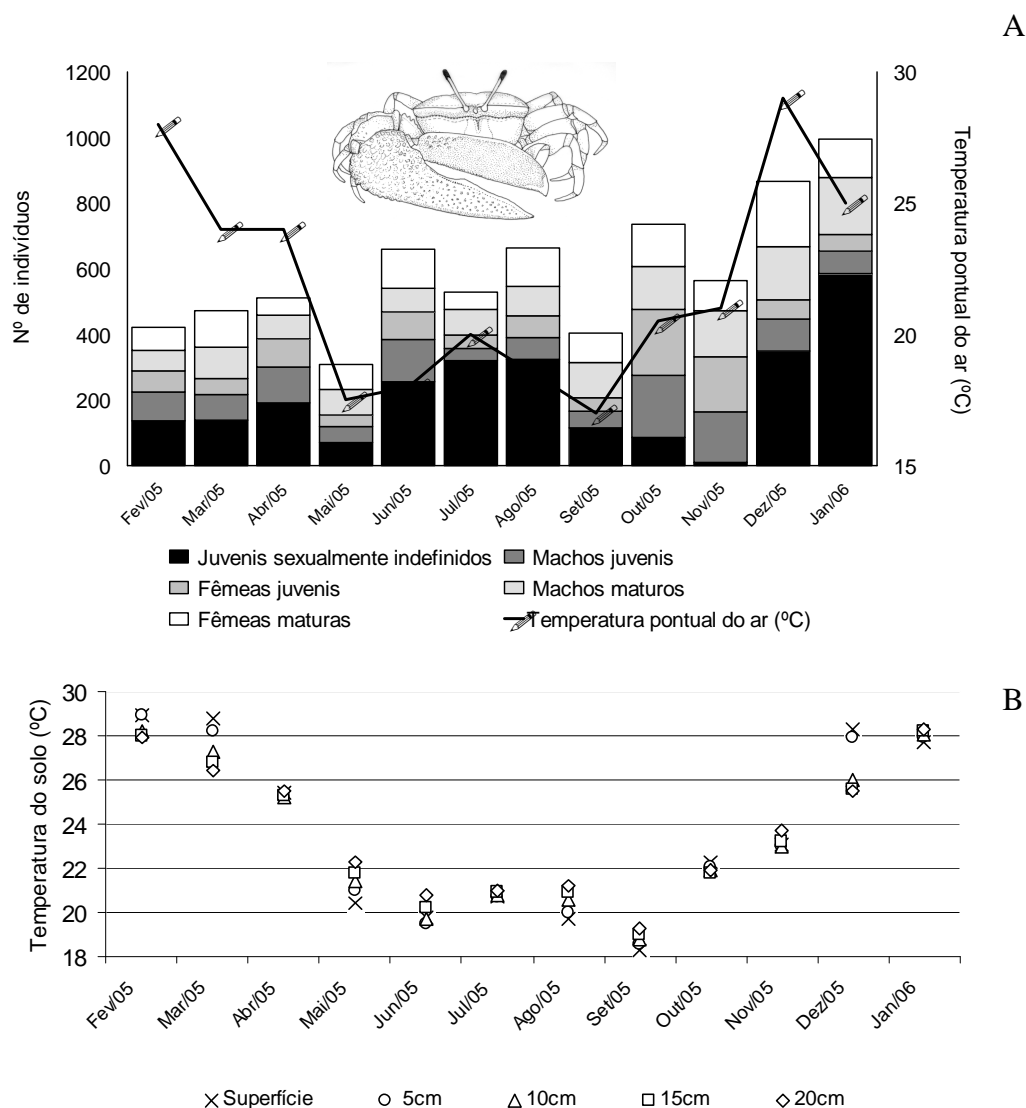 A
1200
1000
800
600
400
200
0
Nº de indivíduos
30
25
20
15
Temperatura pontual do ar (ºC)
Fev/05 Mar/05 Abr/05 Mai/05 Jun/05 Jul/05 Ago/05 Set/05 Out/05 Nov/05 Dez/05 Jan/06
Juvenis sexualmente indefinidos Machos juvenis
Fêmeas juvenis Machos maturos
Fêmeas maturas Temperatura pontual do ar (ºC)
B
30
28
26
24
22
20
18
Temperatura do solo (ºC)
Fev/05 Mar/05 Abr/05 Mai/05 Jun/05 Jul/05 Ago/05 Set/05 Out/05 Nov/05 Dez/05 Jan/06
Superfície 5cm 10cm 15cm 20cm